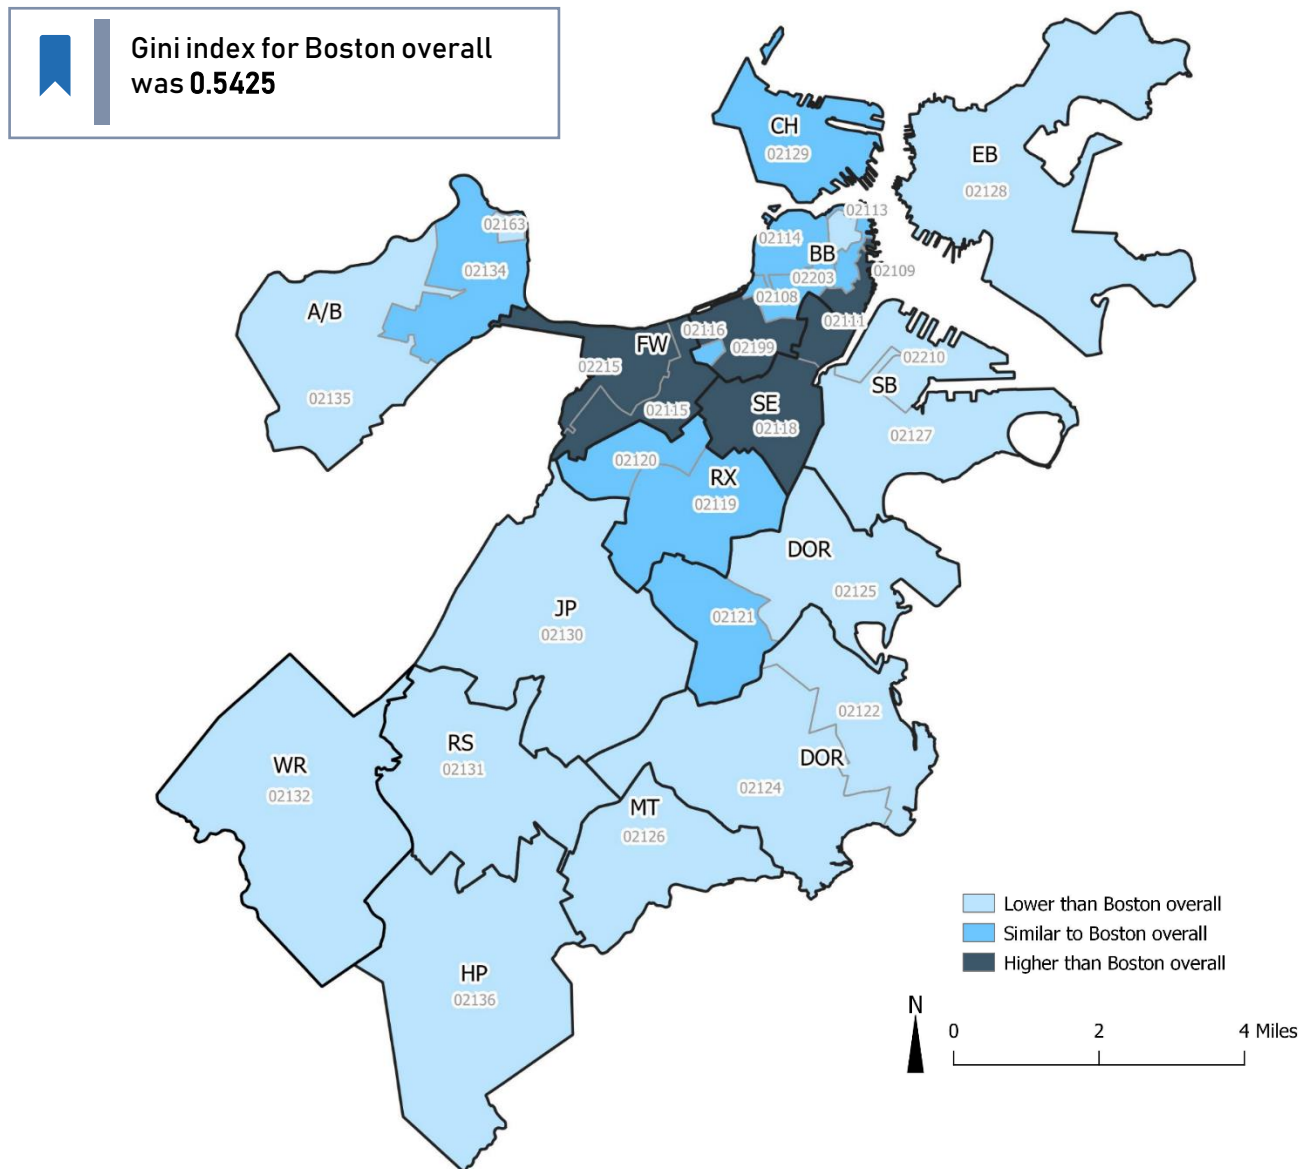 Gini index for Boston overall
was 0.5425
CH
02129
EB
02128
02163
02113
02114
BB
02134
02203
02109
02108
A/B
02111
02116
FW
02199
02210
02215
SB
02135
SE
02115
02118
02127
02120
RX
02119
DOR
02125
JP
02121
02130
02122
RS
02131
DOR
WR
02132
02124
MT
02126
Lower than Boston overall
Similar to Boston overall
Higher than Boston overall
HP
02136
N
0 2 4 Miles